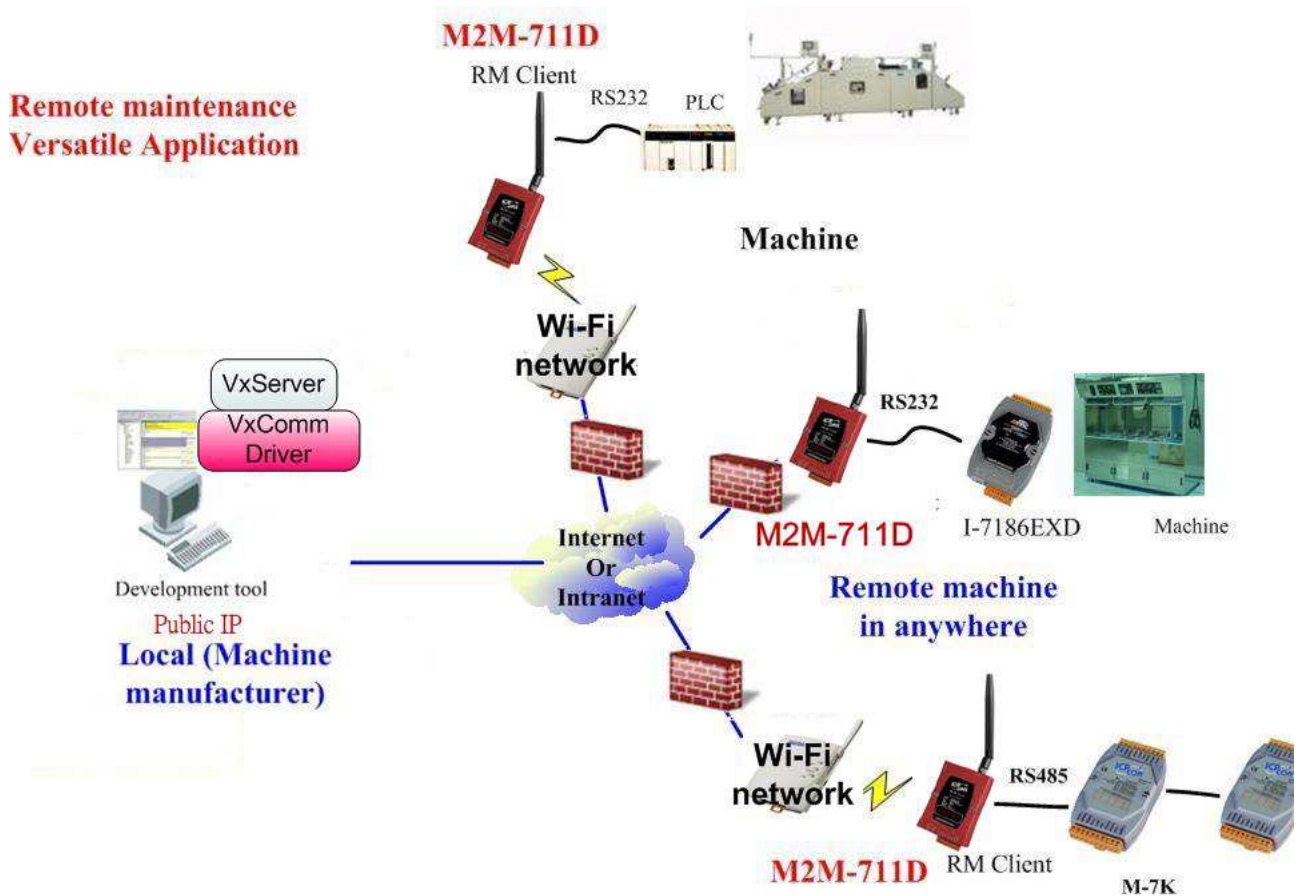 M2M-711D
RM Client
RS232
PLC
Remote maintenance
Versatile Application
Machine
Wi-Fi
network
VxServer
VxComm
Driver
RS232
M2M-711D
I-7186EXD
Machine
Internet
Or
Intranet
Development tool
Public IP
Local (Machine
manufacturer)
Remote machine
in anywhere
Wi-Fi
network
RS485
M2M-711D
RM Client
M-7K